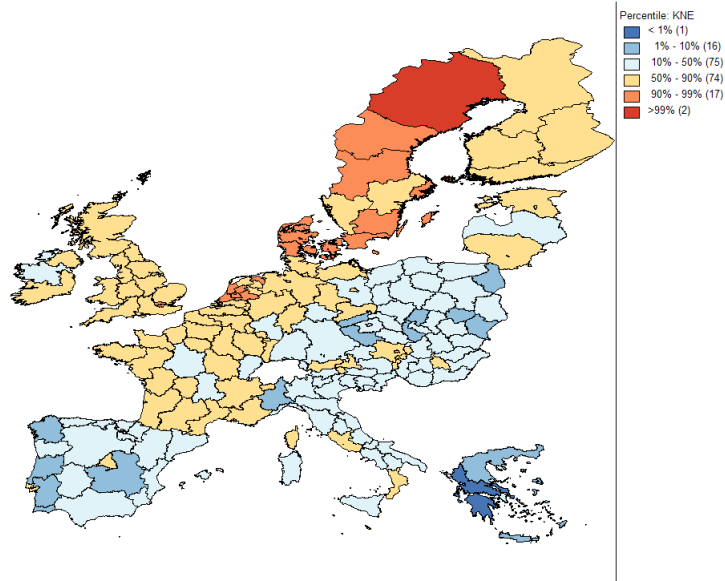 Percentile: KNE
< 1% (1)
1% - 10% (16)
10% - 50% (75)
50% - 90% (74)
90% - 99% (17)
>99% (2)